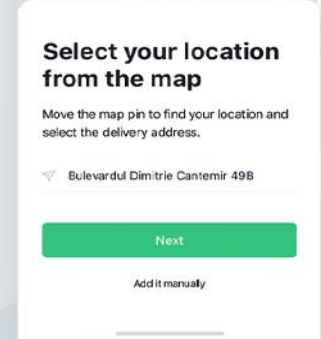 Select your location
from the map
Move the map pin to find your location and
select the delivery address.
Bulevardul Dimitrie Cantemir 49B
Next
Add it manually